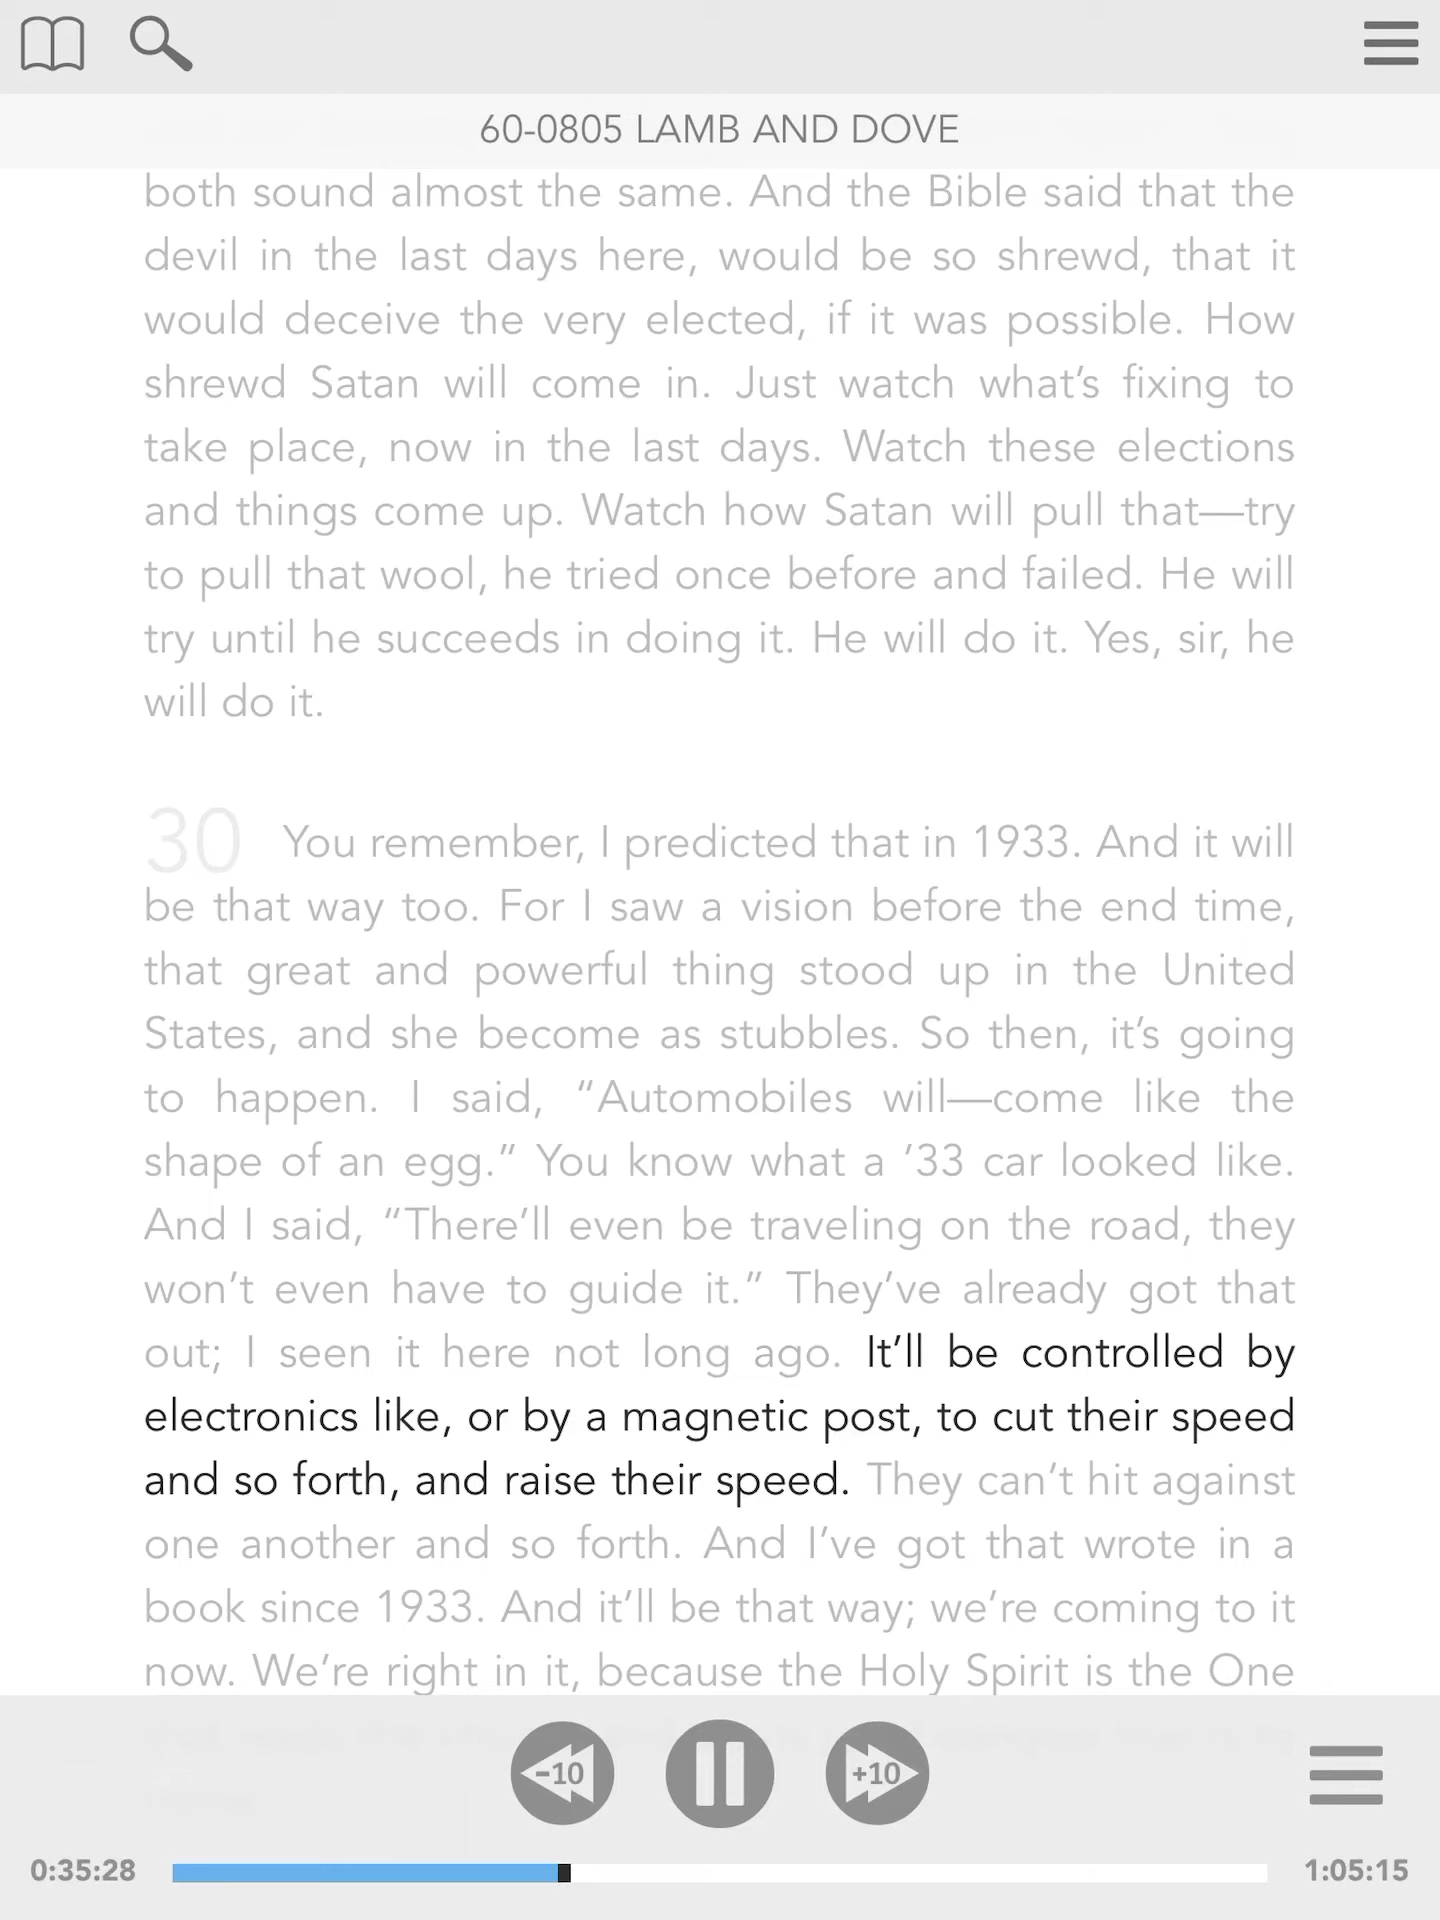 60-0805 LAMB AND DOVE
both sound almost the same. And the Bible said that the
devil in the last days here, would be so shrewd, that it
would deceive the very elected, if it was possible. How
shrewd Satan will come in. Just watch what’s fixing to
take place, now in the last days. Watch these elections
and things come up. Watch how Satan will pull that—try
to pull that wool, he tried once before and failed. He will
try until he succeeds in doing it. He will do it. Yes, sir, he
will do it.
30 You remember, I predicted that in 1933. And it will
be that way too. For I saw a vision before the end time,
that great and powerful thing stood up in the United
States, and she become as stubbles. So then, it’s going
to happen. I said, “Automobiles will—come like the
shape of an egg.” You know what a ’33 car looked like.
And I said, “There’ll even be traveling on the road, they
won’t even have to guide it.” They’ve already got that
out; I seen it here not long ago. It’ll be controlled by
electronics like, or by a magnetic post, to cut their speed
and so forth, and raise their speed. They can’t hit against
one another and so forth. And I’ve got that wrote in a
book since 1933. And it’ll be that way; we’re coming to it
now. We’re right in it, because the Holy Spirit is the One
-10 +10
0:35:28 1:05:15